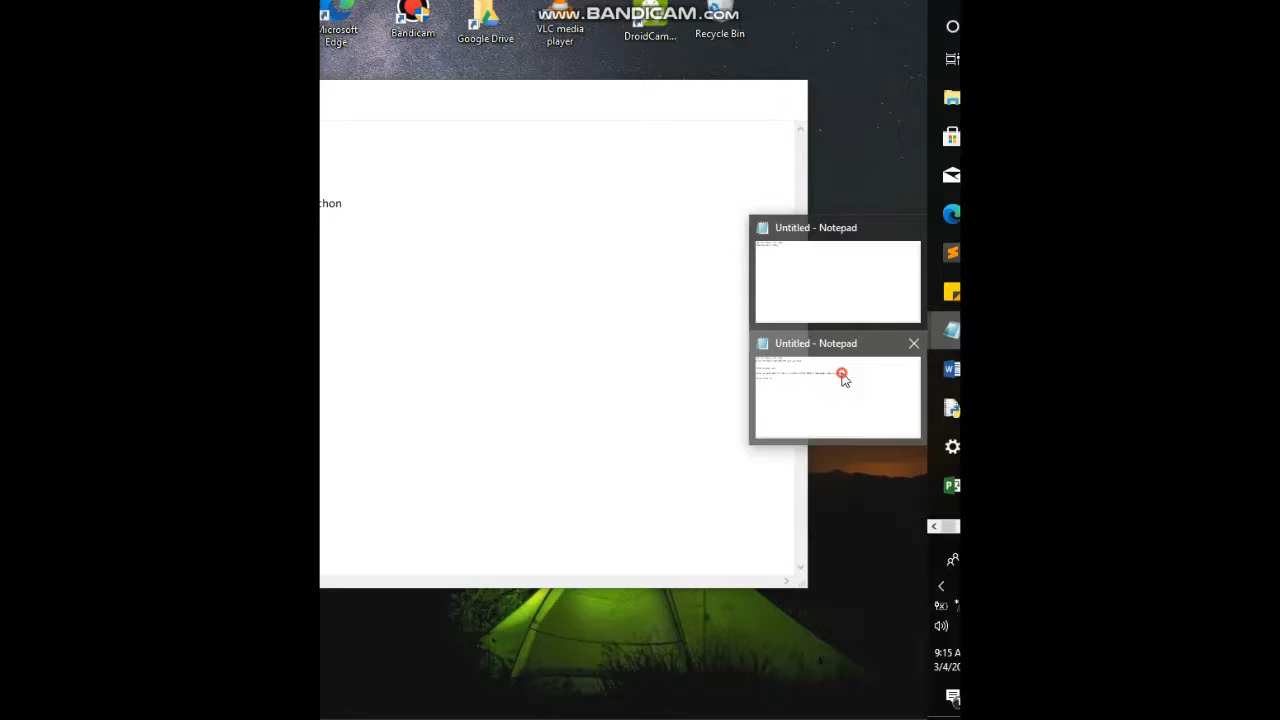 www.BANDICAM.com
Microsoft
Edge
Bandicam
Google Drive
VLC media
player
DroidCam...
Recycle Bin
thon
Untitled - Notepad
Untitled - Notepad
9:15 A
3/4/20